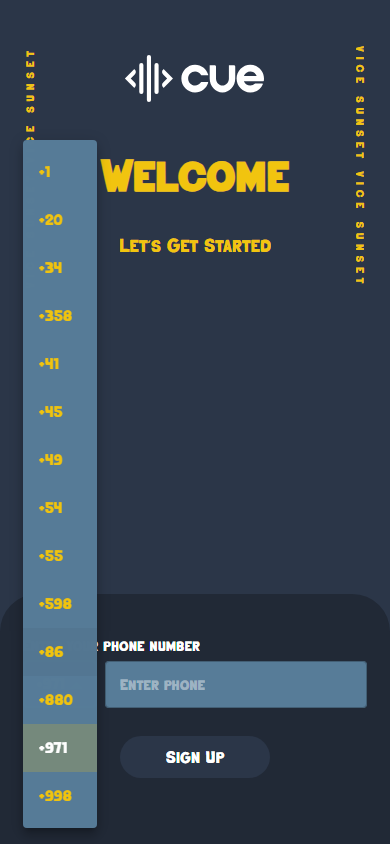 cue
VICE SUNSET VICE SUNSET
WELCOME
LET'S GET STARTED
+1
+20
+34
+358
+41
+45
+49
+54
+55
+598
+86
+880
+971
+998
PHONE NUMBER
ENTER PHONE
SIGN UP